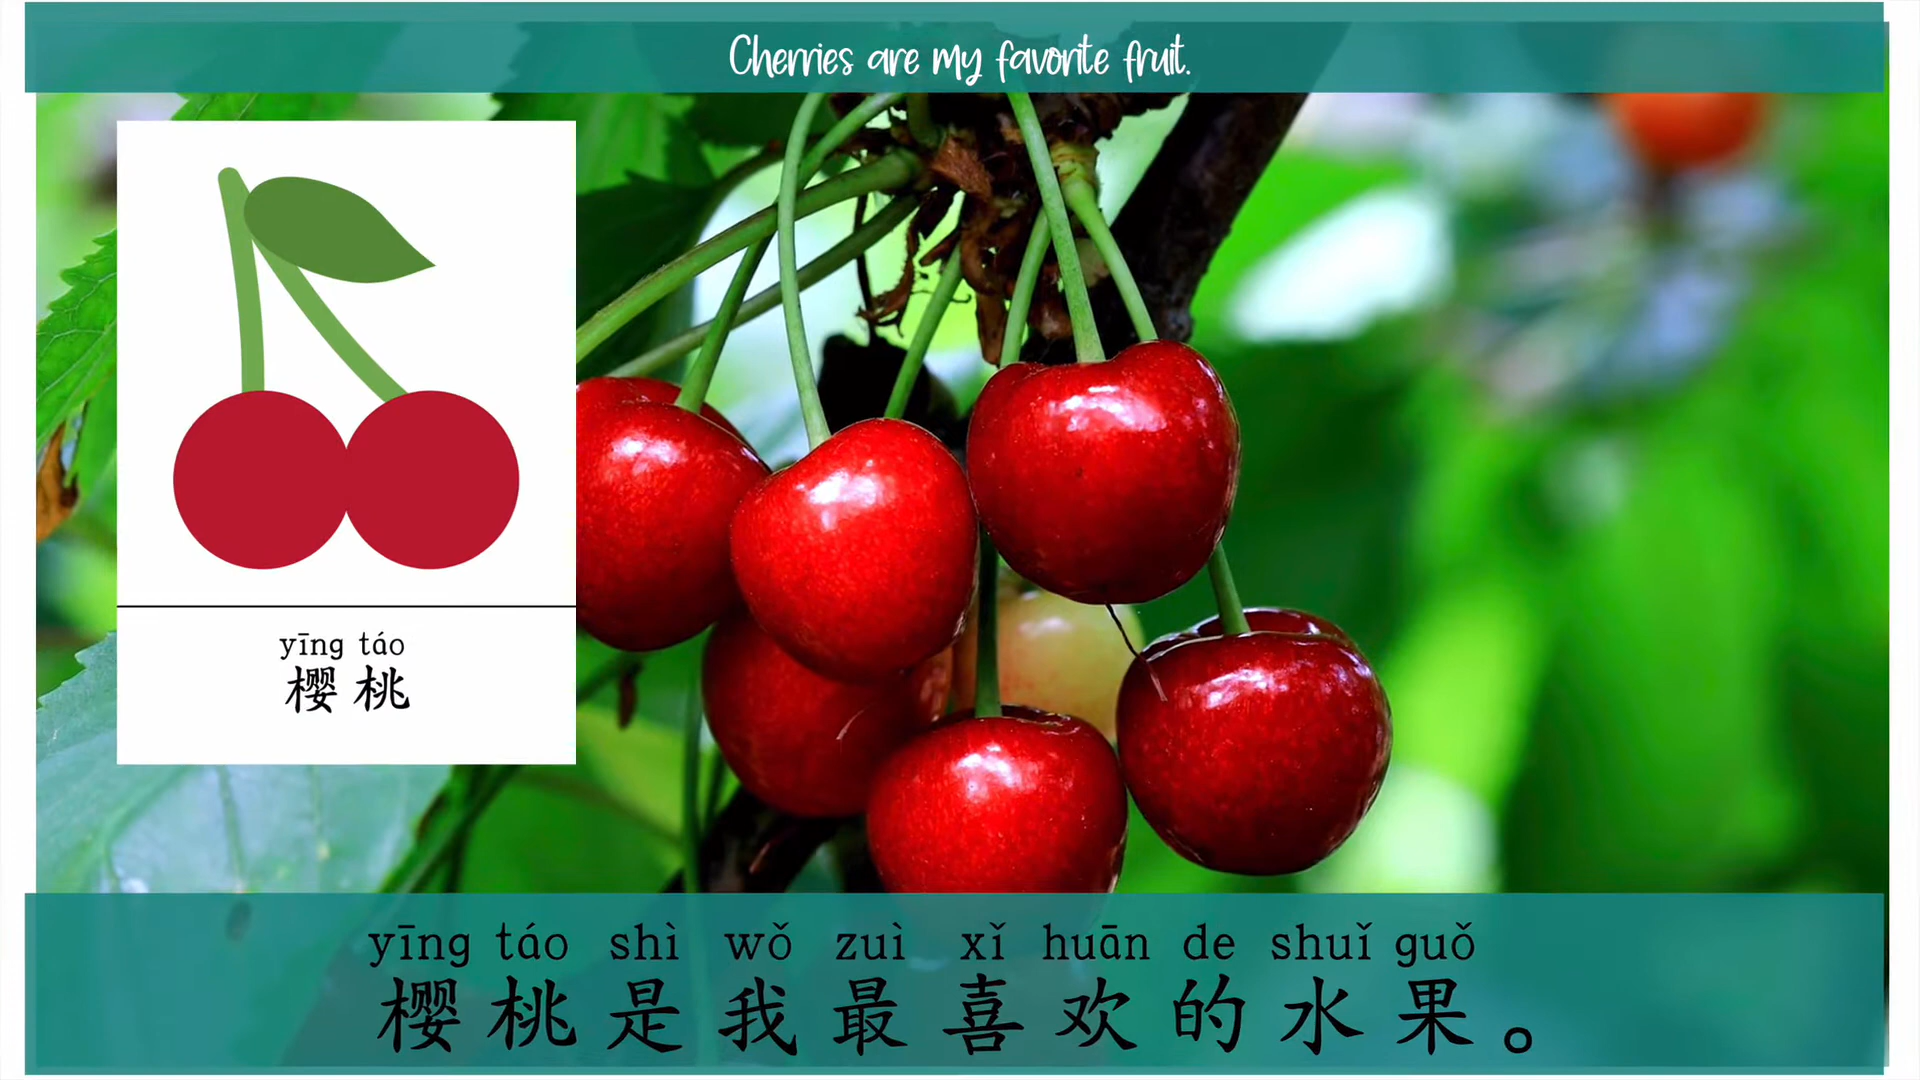 Cherries are my favorite fruit.
yīng táo
樱桃
yīng táo shì wǒ zuì xǐ huān de shuǐ guǒ
樱桃是我最喜欢的水果。